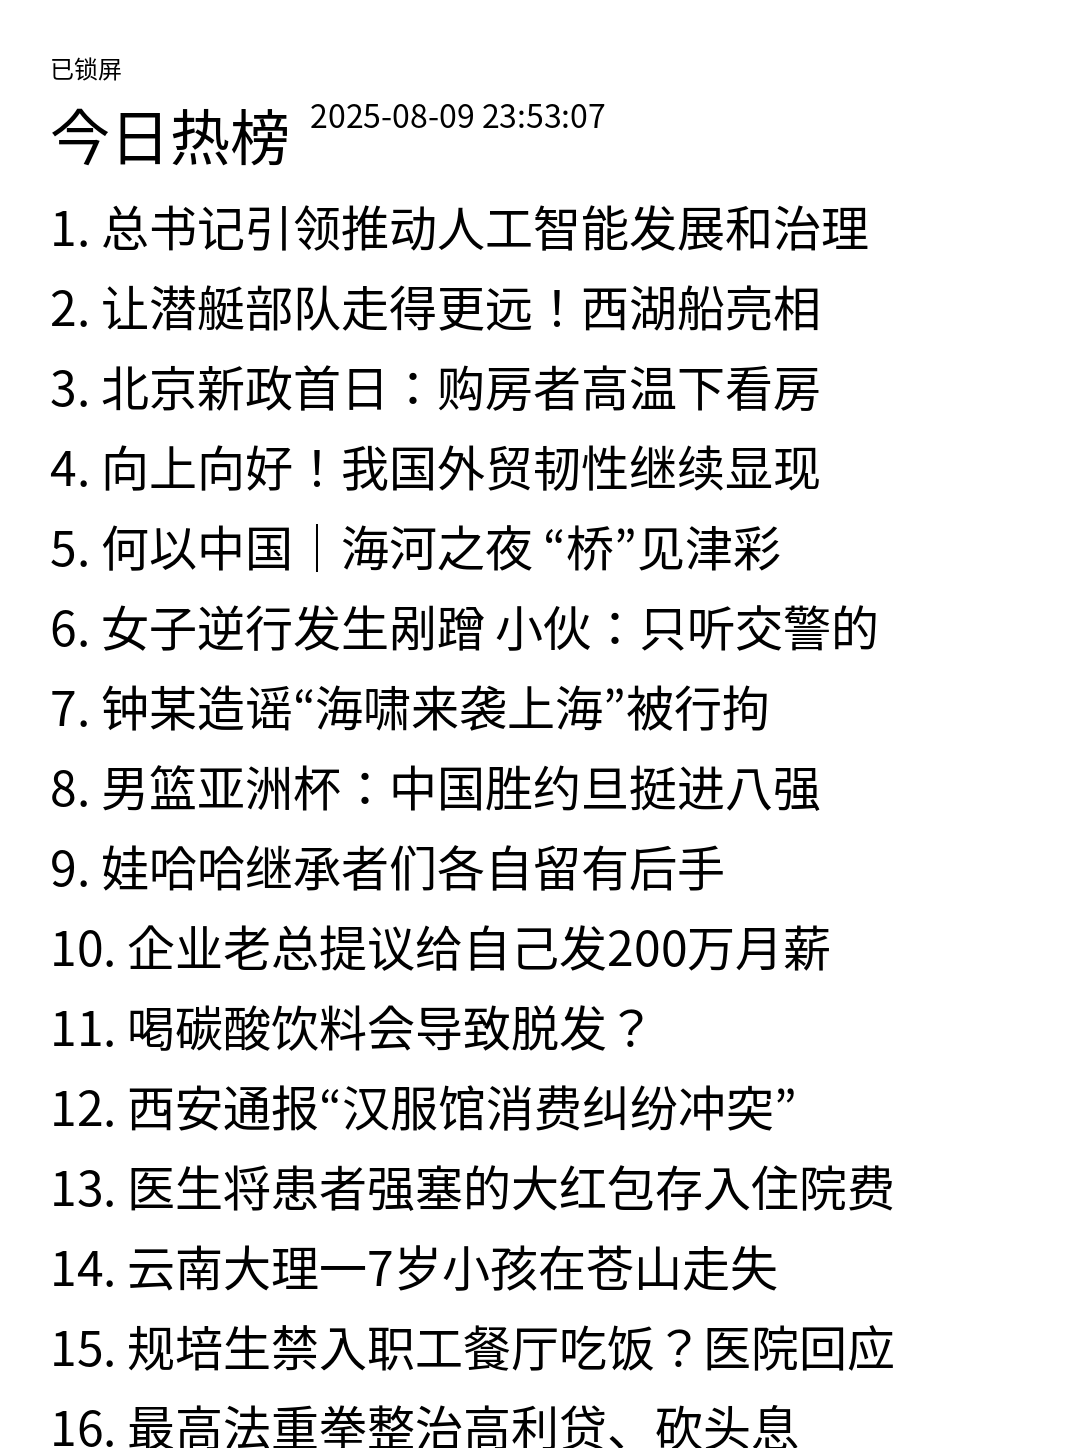 已锁屏
今日热榜 2025-08-09 23:53:07
1. 总书记引领推动人工智能发展和治理
2. 让潜艇部队走得更远！西湖船亮相
3. 北京新政首日：购房者高温下看房
4. 向上向好！我国外贸韧性继续显现
5. 何以中国｜海河之夜 “桥”见津彩
6. 女子逆行发生剐蹭 小伙：只听交警的
7. 钟某造谣“海啸来袭上海”被行拘
8. 男篮亚洲杯：中国胜约旦挺进八强
9. 娃哈哈继承者们各自留有后手
10. 企业老总提议给自己发200万月薪
11. 喝碳酸饮料会导致脱发？
12. 西安通报“汉服馆消费纠纷冲突”
13. 医生将患者强塞的大红包存入住院费
14. 云南大理一7岁小孩在苍山走失
15. 规培生禁入职工餐厅吃饭？医院回应
16. 最高法重拳整治高利贷、砍头息